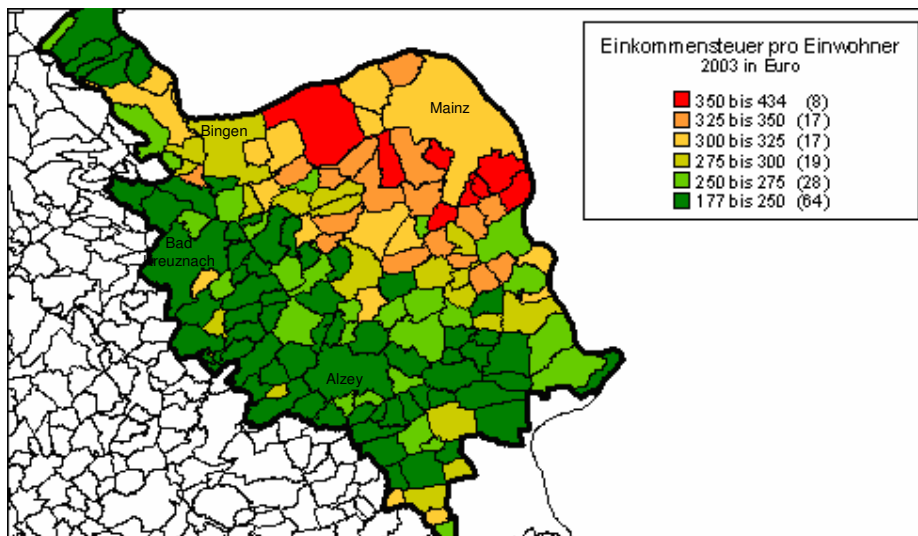 Einkommensteuer pro Einwohner
2003 in Euro
350 bis 434 (8)
325 bis 350 (17)
300 bis 325 (17)
275 bis 300 (19)
250 bis 275 (28)
177 bis 250 (64)
Mainz
Bingen
Bad
Kreuznach
Alzey